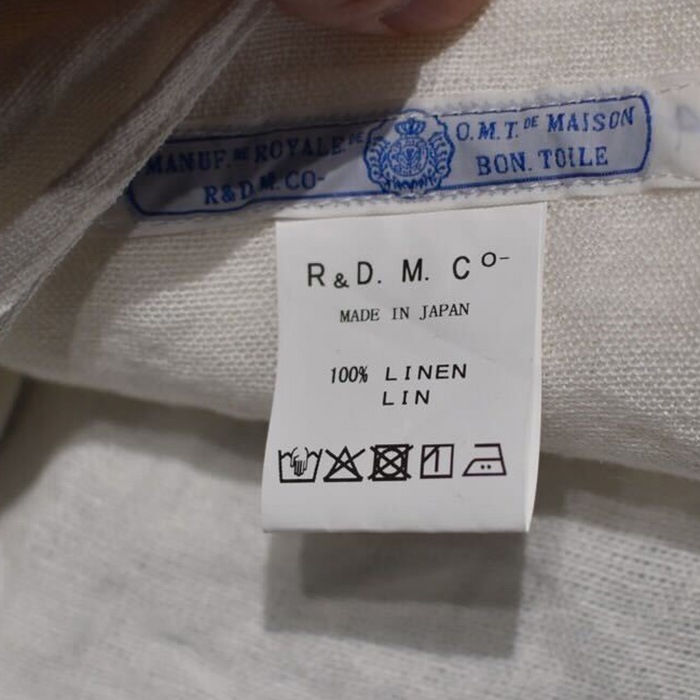 MANUF. DE ROYALE DE
R&D. M. CO-
O.M.T. DE MAISON
BON. TOILE
R&D. M. CO-
MADE IN JAPAN
100% LINEN
LIN